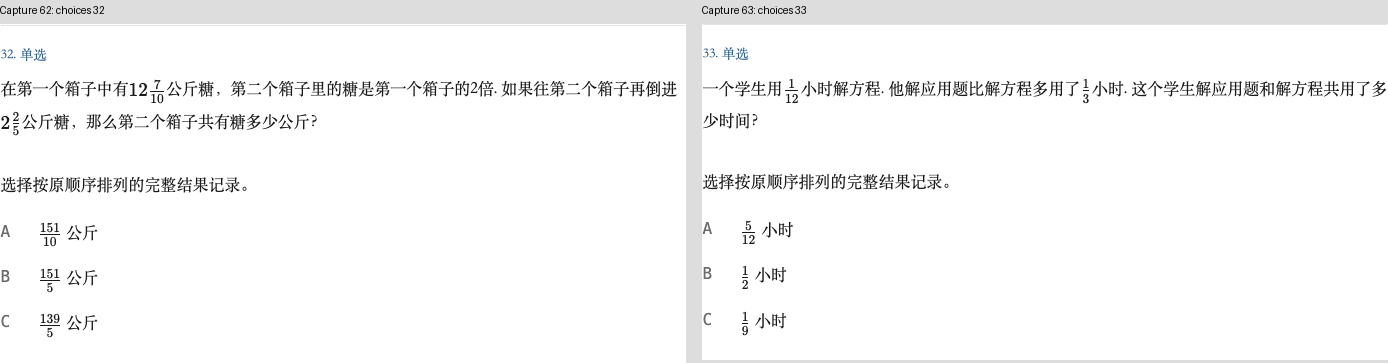 Capture 62: choices 32
32. 单选
在第一个箱子中有12 7/10 公斤糖，第二个箱子里的糖是第一个箱子的2倍. 如果往第二个箱子再倒进
2 2/5 公斤糖，那么第二个箱子共有糖多少公斤?
选择按原顺序排列的完整结果记录。
A 151/10 公斤
B 151/5 公斤
C 139/5 公斤
Capture 63: choices 33
33. 单选
一个学生用 1/12 小时解方程. 他解应用题比解方程多用了 1/3 小时. 这个学生解应用题和解方程共用了多
少时间?
选择按原顺序排列的完整结果记录。
A 5/12 小时
B 1/2 小时
C 1/9 小时